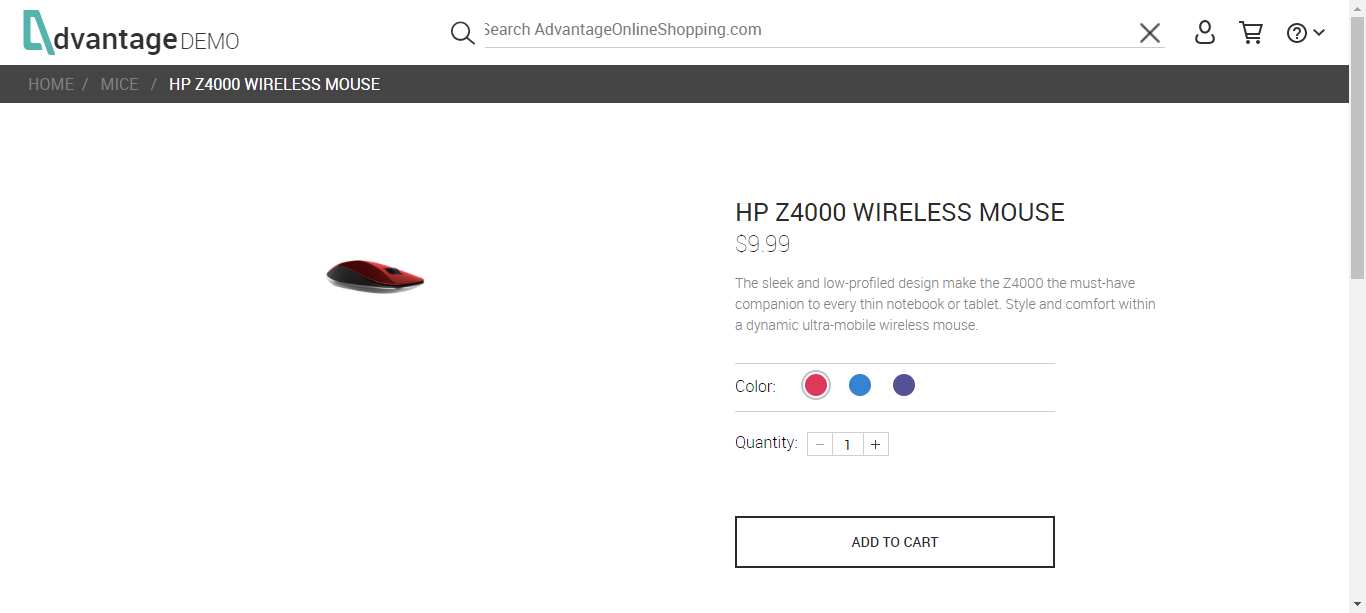 dvantage DEMO
Search AdvantageOnlineShopping.com
HOME / MICE / HP Z4000 WIRELESS MOUSE
HP Z4000 WIRELESS MOUSE
$9.99
The sleek and low-profiled design make the Z4000 the must-have
companion to every thin notebook or tablet. Style and comfort within
a dynamic ultra-mobile wireless mouse.
Color:
Quantity: − 1 +
ADD TO CART